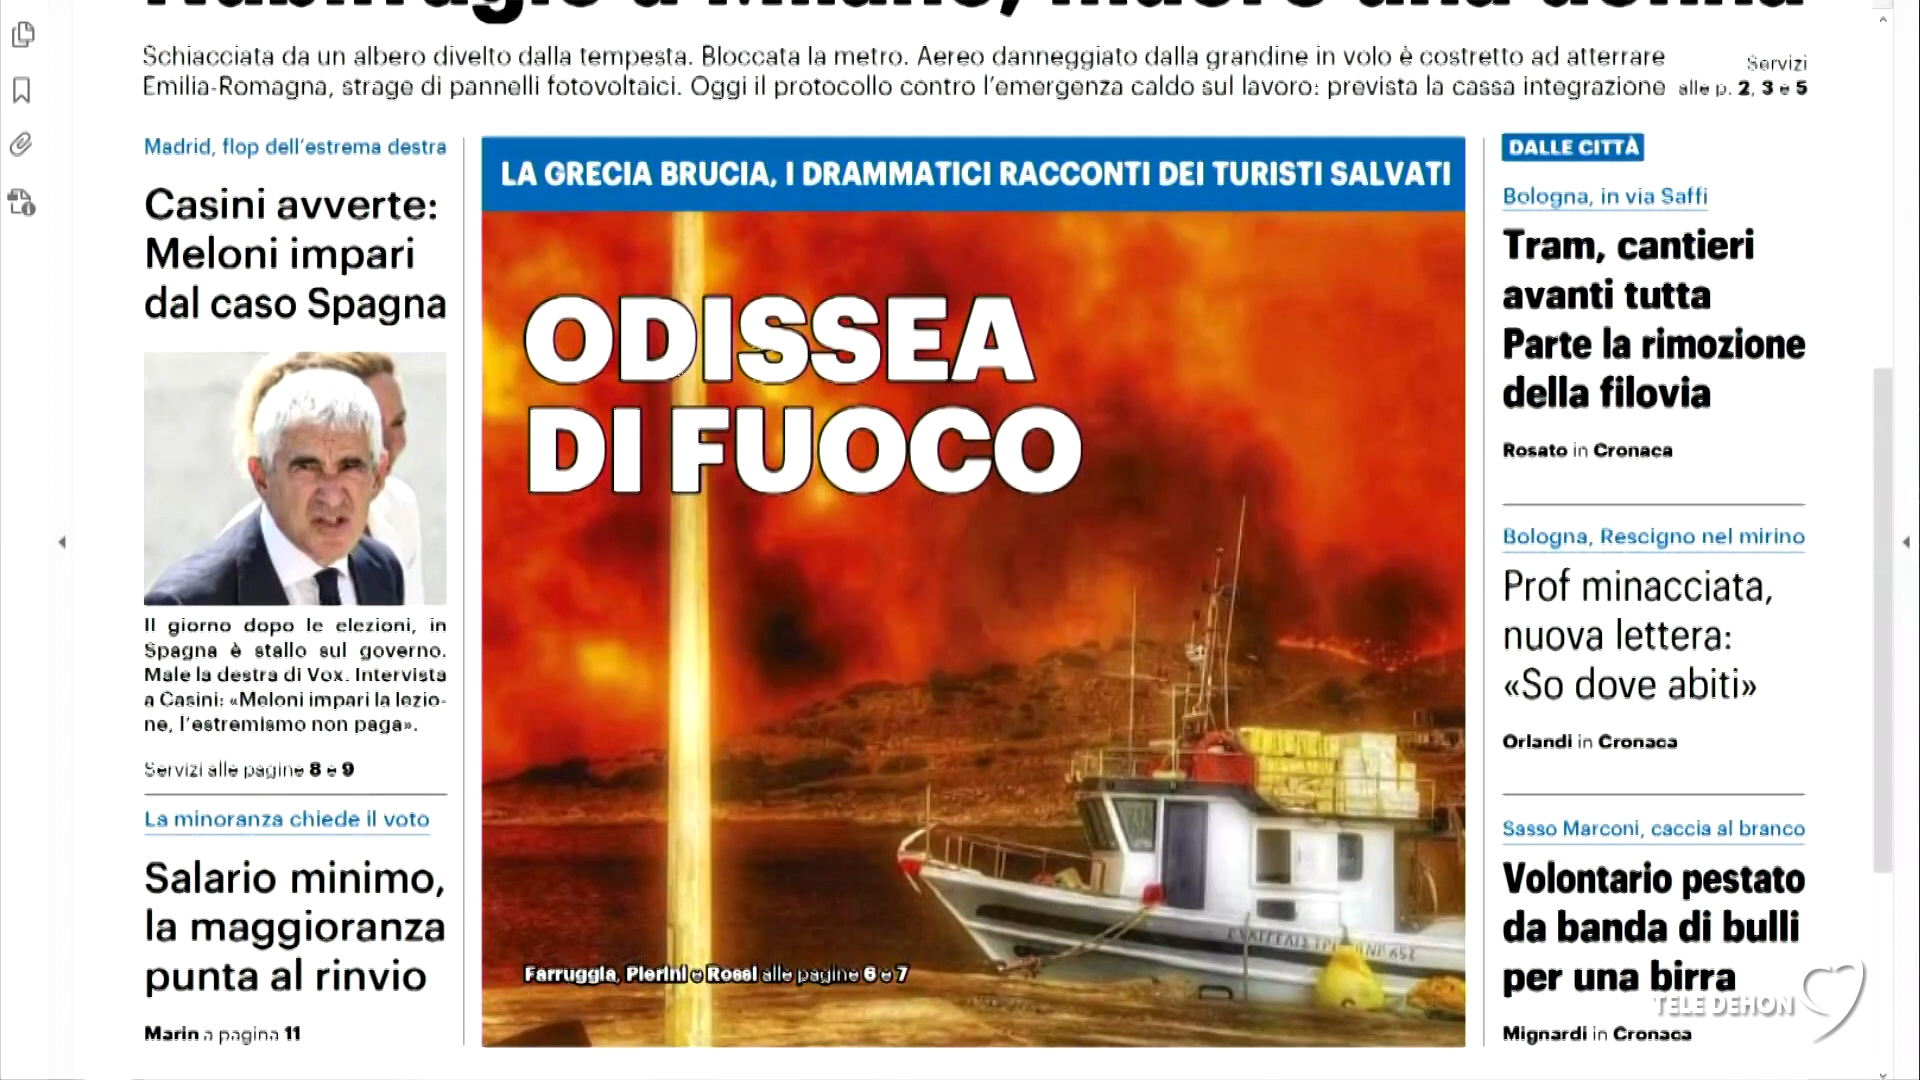 Schiacciata da un albero divelto dalla tempesta. Bloccata la metro. Aereo danneggiato dalla grandine in volo è costretto ad atterrare
Emilia-Romagna, strage di pannelli fotovoltaici. Oggi il protocollo contro l'emergenza caldo sul lavoro: prevista la cassa integrazione
Servizi
alle p. 2, 3 e 5
Madrid, flop dell'estrema destra
Casini avverte:
Meloni impari
dal caso Spagna
Il giorno dopo le elezioni, in
Spagna è stallo sul governo.
Male la destra di Vox. Intervista
a Casini: «Meloni impari la lezio-
ne, l'estremismo non paga».
Servizi alle pagine 8 e 9
La minoranza chiede il voto
Salario minimo,
la maggioranza
punta al rinvio
Marin a pagina 11
LA GRECIA BRUCIA, I DRAMMATICI RACCONTI DEI TURISTI SALVATI
ODISSEA
DI FUOCO
Farruggia, Pierini e Rossi alle pagine 6 e 7
DALLE CITTÀ
Bologna, in via Saffi
Tram, cantieri
avanti tutta
Parte la rimozione
della filovia
Rosato in Cronaca
Bologna, Rescigno nel mirino
Prof minacciata,
nuova lettera:
«So dove abiti»
Orlandi in Cronaca
Sasso Marconi, caccia al branco
Volontario pestato
da banda di bulli
per una birra
Mignardi in Cronaca
TELE DEHON